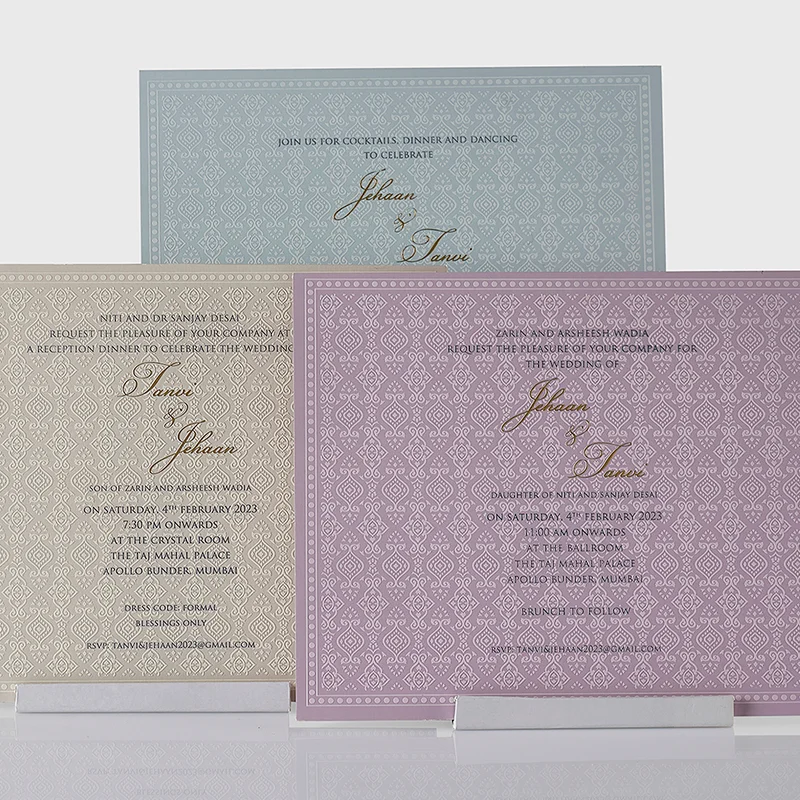 JOIN US FOR COCKTAILS, DINNER AND DANCING
TO CELEBRATE
Jehaan
&
Tanvi
NITI AND DR SANJAY DESAI
REQUEST THE PLEASURE OF YOUR COMPANY AT
A RECEPTION DINNER TO CELEBRATE THE WEDDING
Tanvi
&
Jehaan
SON OF ZARIN AND ARSHEESH WADIA
ON SATURDAY, 4TH FEBRUARY 2023
7:30 PM ONWARDS
AT THE CRYSTAL ROOM
THE TAJ MAHAL PALACE
APOLLO BUNDER, MUMBAI
DRESS CODE: FORMAL
BLESSINGS ONLY
RSVP: TANVI&JEHAAN2023@GMAIL.COM
ZARIN AND ARSHEESH WADIA
REQUEST THE PLEASURE OF YOUR COMPANY FOR
THE WEDDING OF
Jehaan
&
Tanvi
DAUGHTER OF NITI AND SANJAY DESAI
ON SATURDAY, 4TH FEBRUARY 2023
11:00 AM ONWARDS
AT THE BALLROOM
THE TAJ MAHAL PALACE
APOLLO BUNDER, MUMBAI
BRUNCH TO FOLLOW
RSVP: TANVI&JEHAAN2023@GMAIL.COM